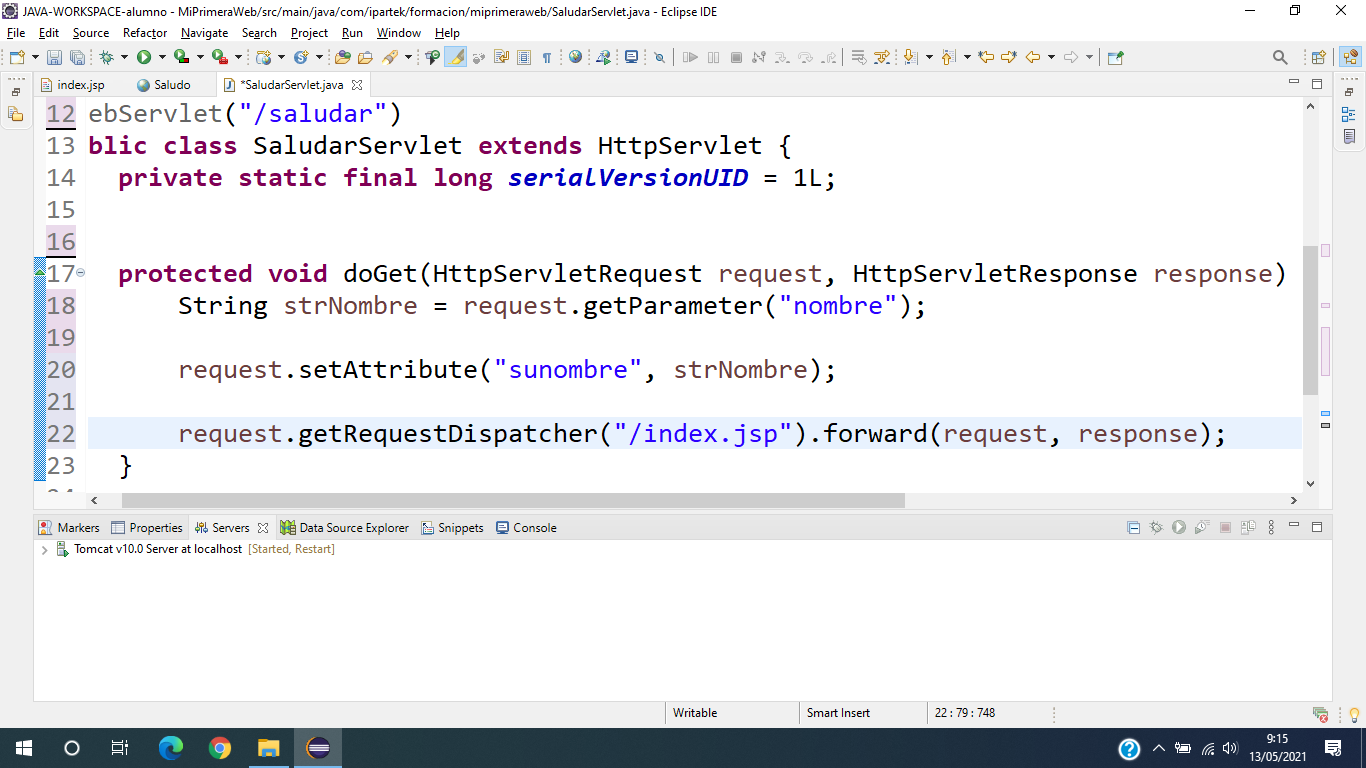 JAVA-WORKSPACE-alumno - MiPrimeraWeb/src/main/java/com/ipartek/formacion/miprimeraweb/SaludarServlet.java - Eclipse IDE
File Edit Source Refactor Navigate Search Project Run Window Help
index.jsp Saludo *SaludarServlet.java
12 ebServlet("/saludar")
13 blic class SaludarServlet extends HttpServlet {
14 private static final long serialVersionUID = 1L;
15
16
17 protected void doGet(HttpServletRequest request, HttpServletResponse response)
18 String strNombre = request.getParameter("nombre");
19
20 request.setAttribute("sunombre", strNombre);
21
22 request.getRequestDispatcher("/index.jsp").forward(request, response);
23 }
Markers Properties Servers Data Source Explorer Snippets Console
Tomcat v10.0 Server at localhost [Started, Restart]
Writable Smart Insert 22 : 79 : 748
9:15
13/05/2021